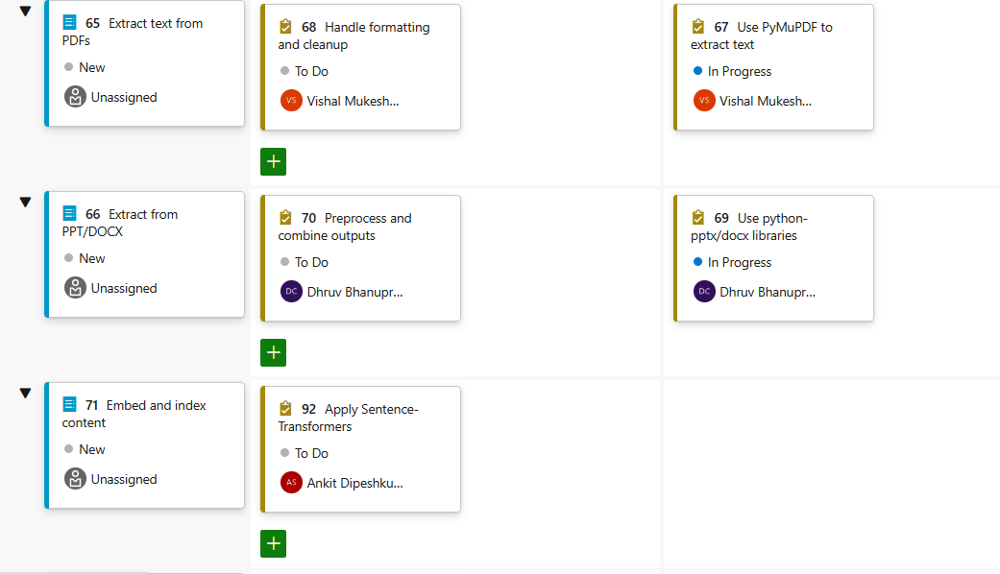 65 Extract text from
PDFs
New
Unassigned
68 Handle formatting
and cleanup
To Do
VS Vishal Mukesh...
67 Use PyMuPDF to
extract text
In Progress
VS Vishal Mukesh...
66 Extract from
PPT/DOCX
New
Unassigned
70 Preprocess and
combine outputs
To Do
DC Dhruv Bhanupr...
69 Use python-
pptx/docx libraries
In Progress
DC Dhruv Bhanupr...
71 Embed and index
content
New
Unassigned
92 Apply Sentence-
Transformers
To Do
AS Ankit Dipeshku...